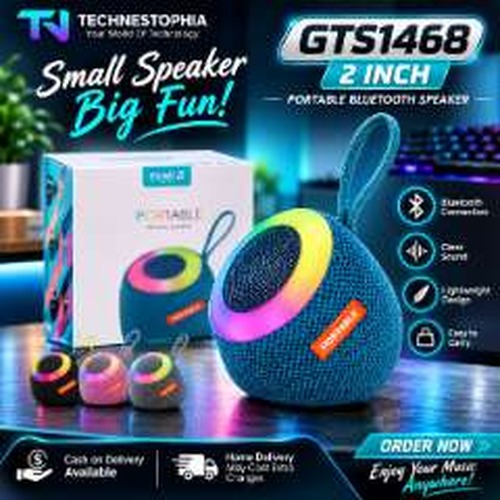 TECHNESTOPHIA
Your World Of Technology
Small Speaker
Big Fun!
GTS1468
2 INCH
PORTABLE BLUETOOTH SPEAKER
PORTABLE
Bluetooth
Connection
Clear
Sound
Lightweight
Design
Easy to
Carry
PORTABLE
Cash on Delivery
Available
Home Delivery
May Cost Extra
Charges
ORDER NOW
Enjoy Your Music
Anywhere!